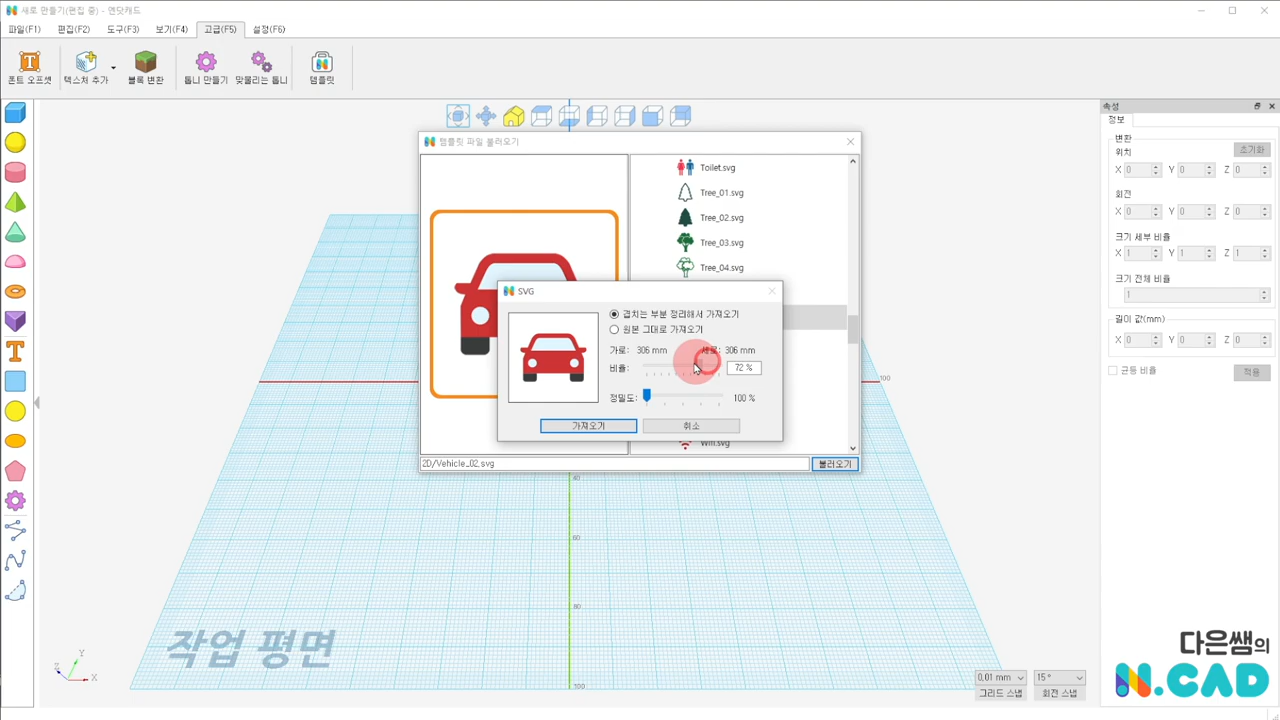 새로 만들기(편집 중) - 엔닷캐드
파일(F1) 편집(F2) 도구(F3) 보기(F4) 고급(F5) 설정(F6)
폰트 오프셋 텍스쳐 추가 블록 변환 톱니 만들기 맞물리는 톱니 템플릿
속성
정보
변환
위치 초기화
X 0 Y 0 Z 0
회전
X 0 Y 0 Z 0
크기 세부 비율
X 1 Y 1 Z 1
크기 전체 비율
1
길이 값(mm)
X 0 Y 0 Z 0
균등 비율 적용
템플릿 파일 불러오기
Toilet.svg
Tree_01.svg
Tree_02.svg
Tree_03.svg
Tree_04.svg
SVG
겹치는 부분 정리해서 가져오기
원본 그대로 가져오기
가로: 306 mm 세로: 306 mm
비율: 72 %
정밀도: 100 %
가져오기 취소
Wifi.svg
2D/Vehicle_02.svg 불러오기
100
40
60
80
100
작업 평면
Z Y X
0,01 mm 15 °
그리드 스냅 회전 스냅
다은쌤의
N.CAD